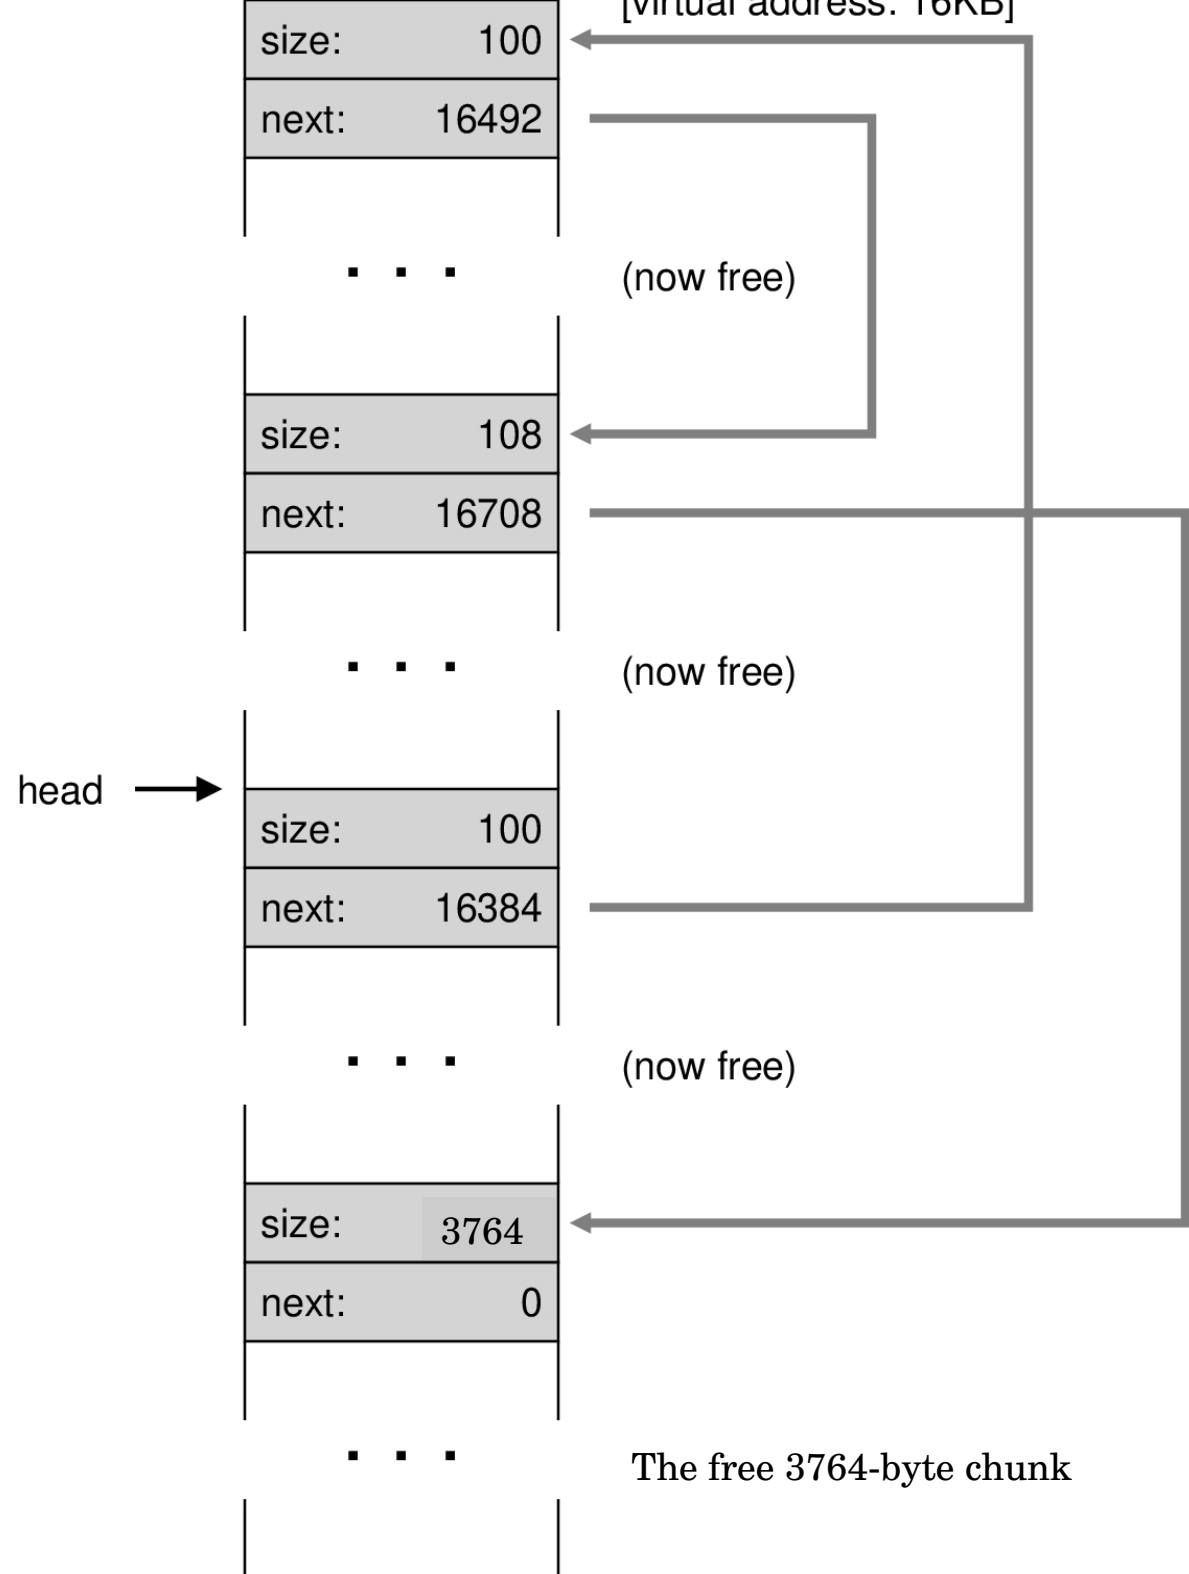 [virtual address: 16KB]
size: 100
next: 16492
. . .
(now free)
size: 108
next: 16708
. . .
(now free)
head
size: 100
next: 16384
. . .
(now free)
size: 3764
next: 0
. . .
The free 3764-byte chunk